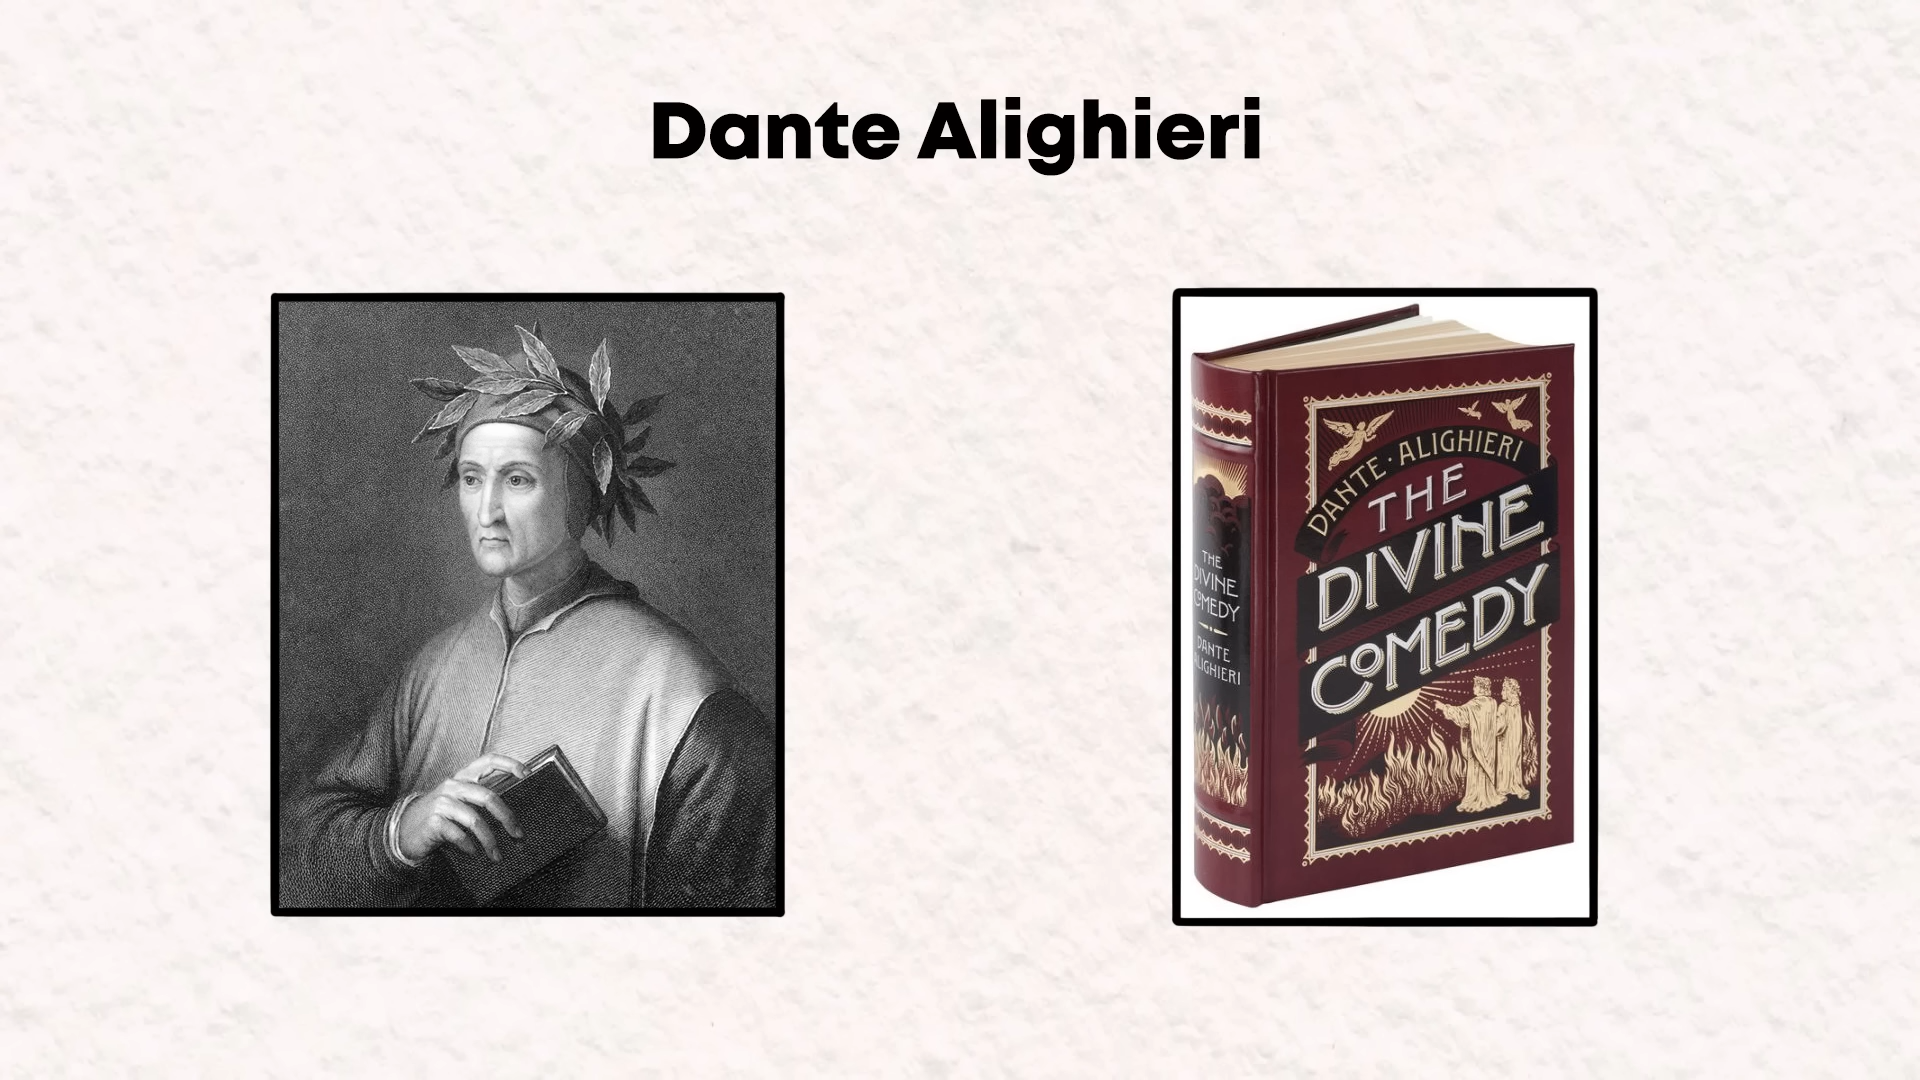 Dante Alighieri
DANTE · ALIGHIERI
THE
DIVINE
COMEDY
THE
DIVINE
COMEDY
DANTE
ALIGHIERI